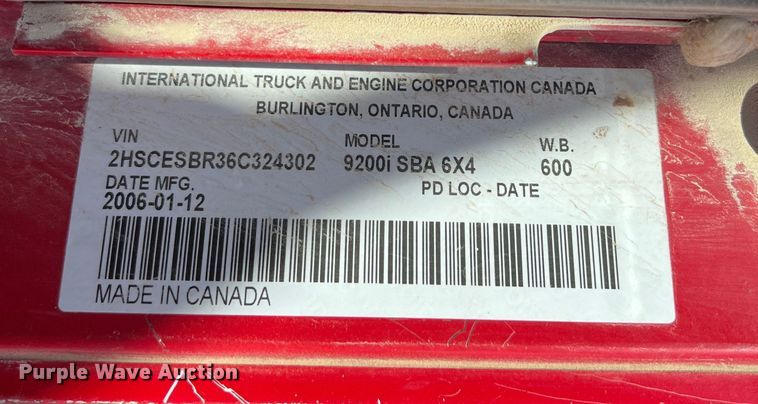 INTERNATIONAL TRUCK AND ENGINE CORPORATION CANADA
BURLINGTON, ONTARIO, CANADA
VIN MODEL W.B.
2HSCESBR36C324302 9200i SBA 6X4 600
DATE MFG. PD LOC - DATE
2006-01-12
MADE IN CANADA
Purple Wave Auction